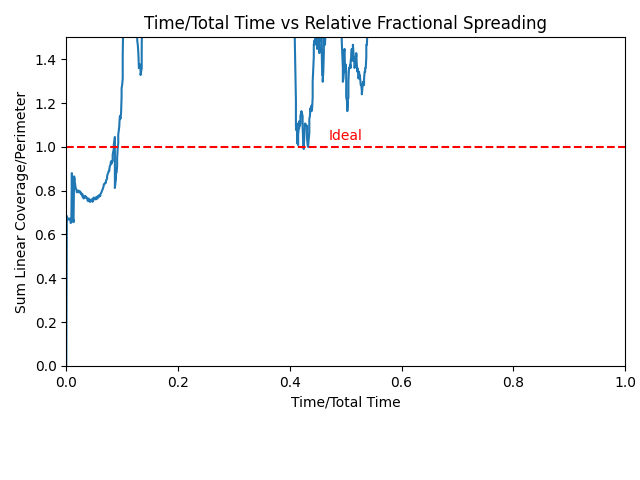 Time/Total Time vs Relative Fractional Spreading
Sum Linear Coverage/Perimeter
1.4
1.2
1.0
0.8
0.6
0.4
0.2
0.0
Ideal
0.0 0.2 0.4 0.6 0.8 1.0
Time/Total Time